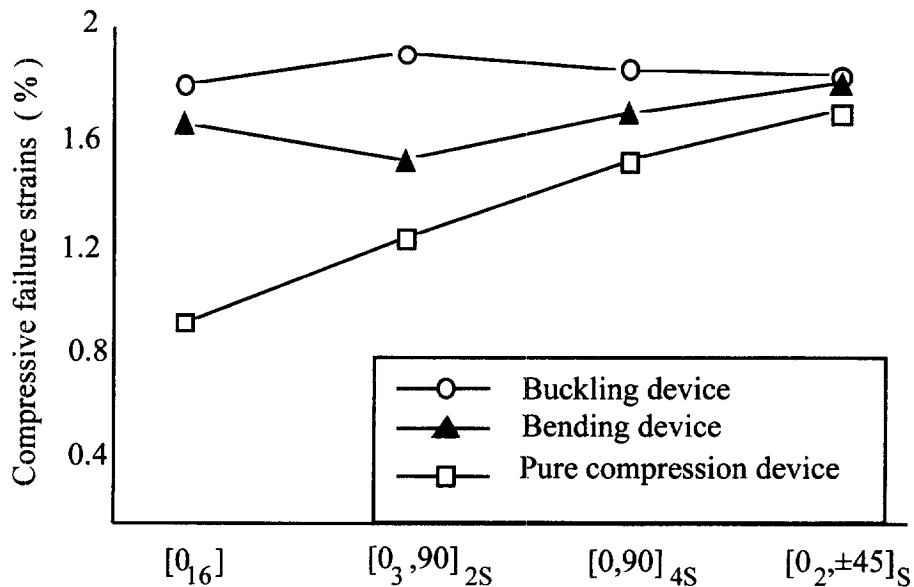 Compressive failure strains ( % )
2
1.6
1.2
0.8
0.4
Buckling device
Bending device
Pure compression device
[0₁₆]
[0₃,90]₂S
[0,90]₄S
[0₂,±45]S